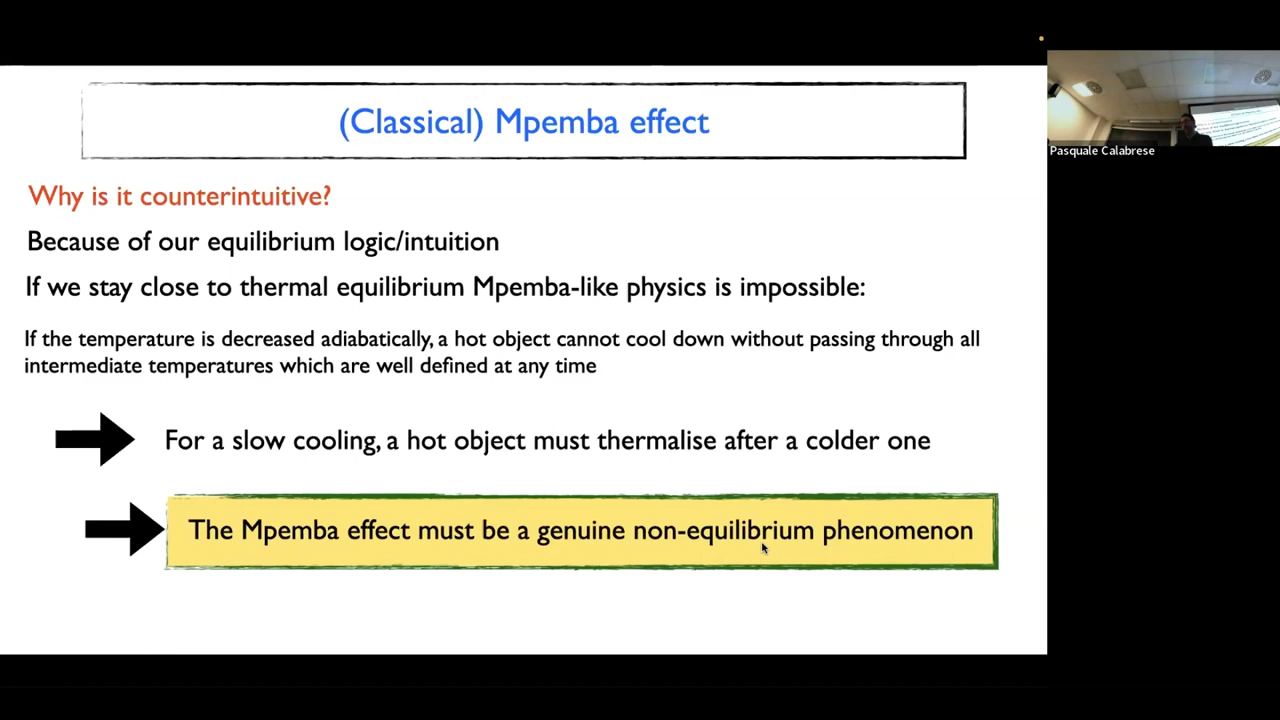 (Classical) Mpemba effect
Pasquale Calabrese
Why is it counterintuitive?
Because of our equilibrium logic/intuition
If we stay close to thermal equilibrium Mpemba-like physics is impossible:
If the temperature is decreased adiabatically, a hot object cannot cool down without passing through all
intermediate temperatures which are well defined at any time
For a slow cooling, a hot object must thermalise after a colder one
The Mpemba effect must be a genuine non-equilibrium phenomenon